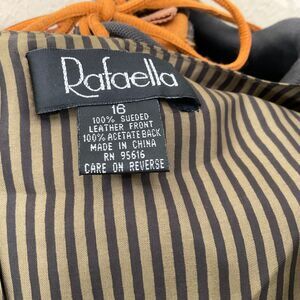 Rafaella
16
100% SUEDED
LEATHER FRONT
100% ACETATE BACK
MADE IN CHINA
RN 95616
CARE ON REVERSE